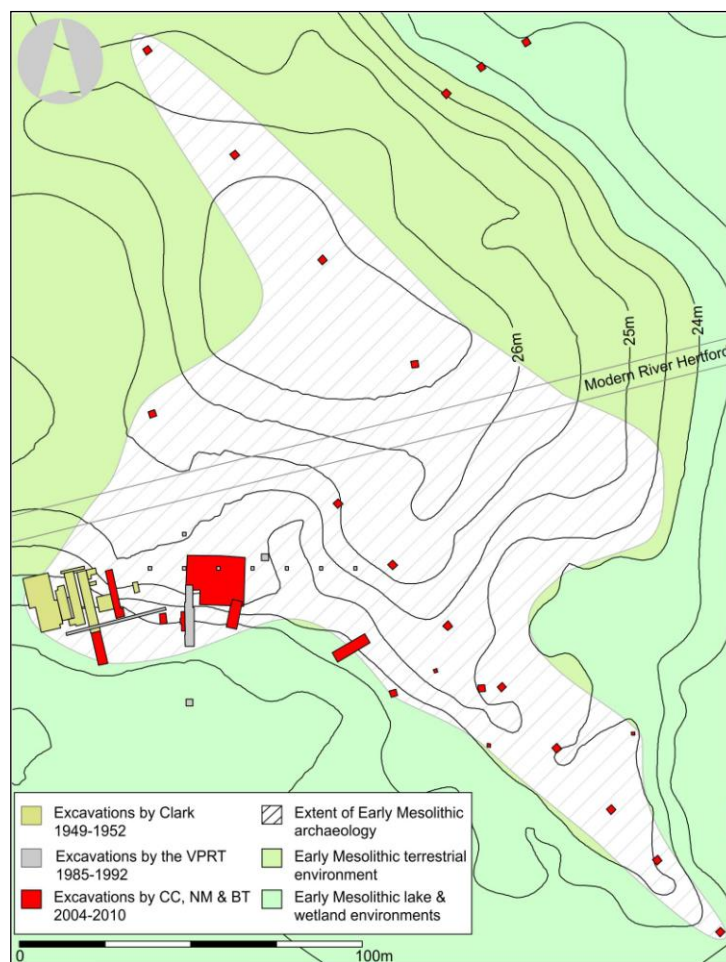 26m
25m
24m
Modern River Hertford
Excavations by Clark
1949-1952
Excavations by the VPRT
1985-1992
Excavations by CC, NM & BT
2004-2010
Extent of Early Mesolithic
archaeology
Early Mesolithic terrestrial
environment
Early Mesolithic lake &
wetland environments
0
100m